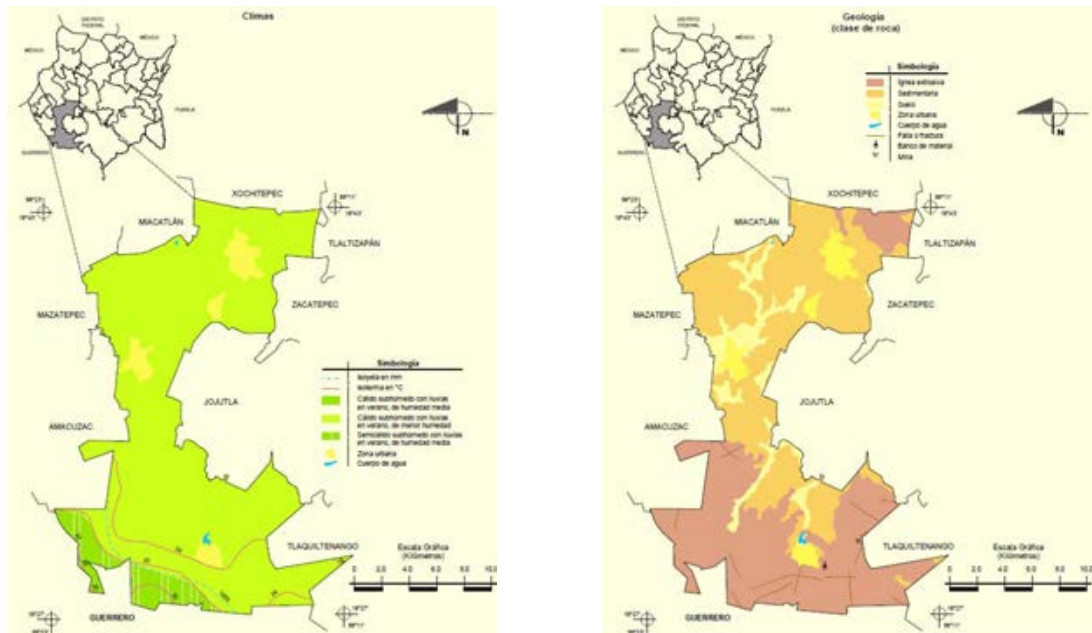 Climas
DISTRITO
FEDERAL
MÉXICO
MÉXICO
PUEBLA
GUERRERO
N
XOCHITEPEC
MIACATLÁN
TLALTIZAPÁN
MAZATEPEC
ZACATEPEC
Simbología
Isoyeta en mm
Isoterma en °C
Cálido subhúmedo con lluvias
en verano, de humedad media
Cálido subhúmedo con lluvias
en verano, de menor humedad
Semicálido subhúmedo con lluvias
en verano, de humedad media
Zona urbana
Cuerpo de agua
JOJUTLA
AMACUZAC
TLAQUILTENANGO
Escala Gráfica
(Kilómetros)
0.0 2.0 4.0 6.0 8.0 10.0
GUERRERO
Geología
(clase de roca)
DISTRITO
FEDERAL
MÉXICO
MÉXICO
PUEBLA
GUERRERO
Simbología
Ígnea extrusiva
Sedimentaria
Suelo
Zona urbana
Cuerpo de agua
Falla o fractura
Banco de material
Mina
N
XOCHITEPEC
MIACATLÁN
TLALTIZAPÁN
MAZATEPEC
ZACATEPEC
JOJUTLA
AMACUZAC
TLAQUILTENANGO
Escala Gráfica
(Kilómetros)
0.0 2.0 4.0 6.0 8.0 10.
GUERRERO